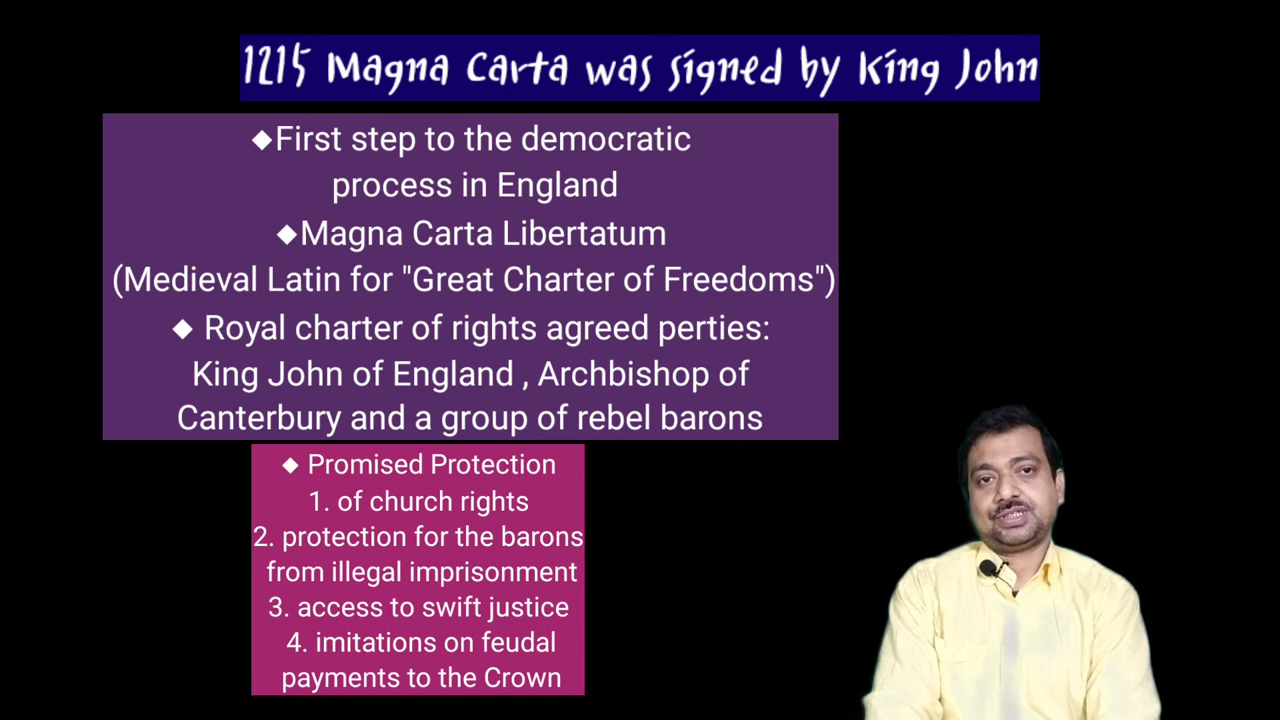 1215 Magna Carta was signed by King John
◆First step to the democratic
process in England
◆Magna Carta Libertatum
(Medieval Latin for "Great Charter of Freedoms")
◆ Royal charter of rights agreed perties:
King John of England , Archbishop of
Canterbury and a group of rebel barons
◆ Promised Protection
1. of church rights
2. protection for the barons
from illegal imprisonment
3. access to swift justice
4. imitations on feudal
payments to the Crown